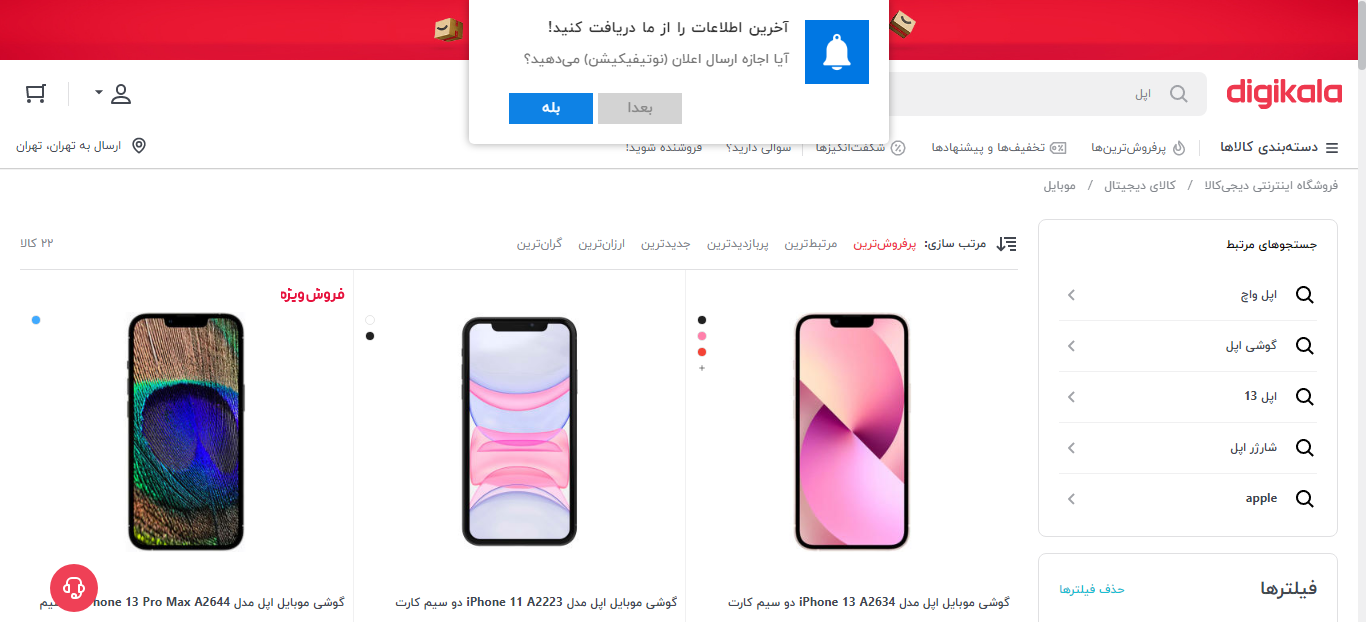 آخرین اطلاعات را از ما دریافت کنید!
آیا اجازه ارسال اعلان (نوتیفیکیشن) می‌دهید؟
بعدا
بله
digikala
اپل
دسته‌بندی کالاها
پرفروش‌ترین‌ها
تخفیف‌ها و پیشنهادها
شگفت‌انگیزها
سوالی دارید؟
فروشنده شوید!
ارسال به تهران، تهران
فروشگاه اینترنتی دیجی‌کالا / کالای دیجیتال / موبایل
جستجوهای مرتبط
اپل واچ
گوشی اپل
اپل 13
شارژر اپل
apple
فیلترها
حذف فیلترها
مرتب سازی: پرفروش‌ترین مرتبط‌ترین پربازدیدترین جدیدترین ارزان‌ترین گران‌ترین
۲۲ کالا
+
گوشی موبایل اپل مدل iPhone 13 A2634 دو سیم کارت
گوشی موبایل اپل مدل iPhone 11 A2223 دو سیم کارت
فروش ویژه
گوشی موبایل اپل مدل hone 13 Pro Max A2644